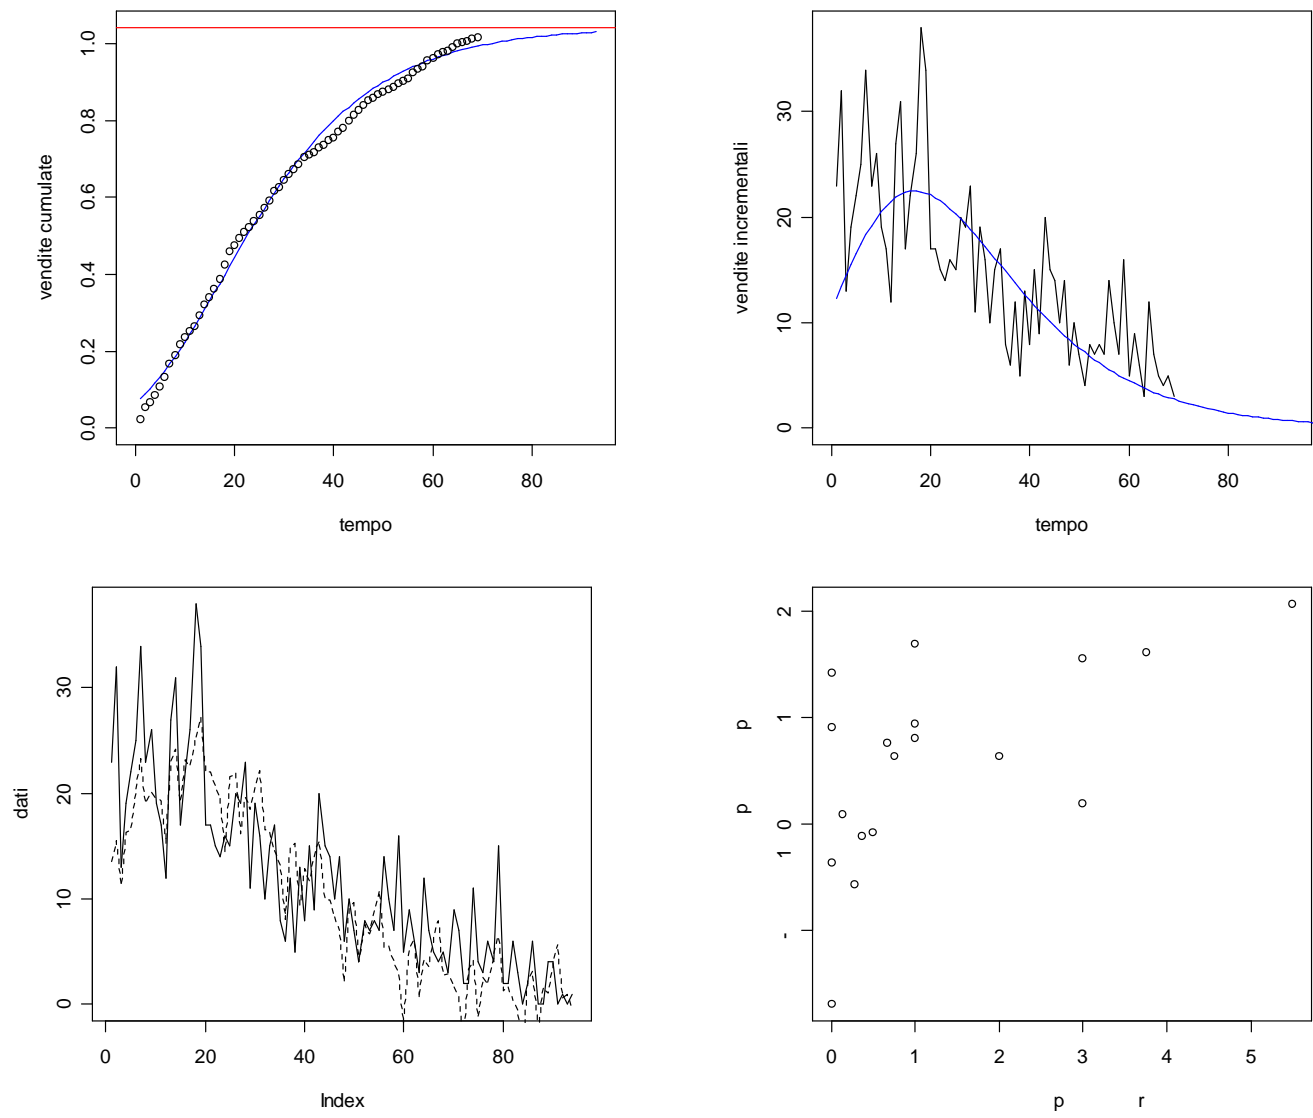 vendite cumulate
0.0 0.2 0.4 0.6 0.8 1.0
0 20 40 60 80
tempo
vendite incrementali
0 10 20 30
0 20 40 60 80
tempo
dati
0 10 20 30
0 20 40 60 80
Index
p p
- 1 0 1 2
0 1 2 3 4 5
p r